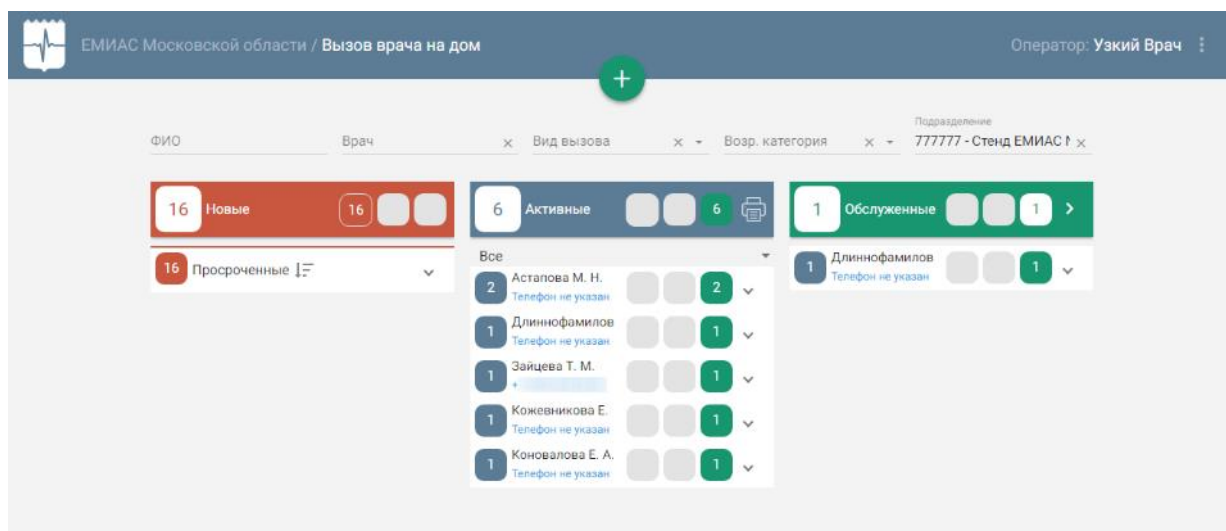 ЕМИАС Московской области / Вызов врача на дом
Оператор: Узкий Врач
+
ФИО
Врач
Вид вызова
Возр. категория
Подразделение
777777 - Стенд ЕМИАС
16 Новые 16
6 Активные 6
1 Обслуженные 1
16 Просроченные
Все
2 Астапова М. Н. 2
Телефон не указан
1 Длиннофамилов 1
Телефон не указан
1 Зайцева Т. М. 1
+
1 Кожевникова Е. 1
Телефон не указан
1 Коновалова Е. А. 1
Телефон не указан
1 Длиннофамилов 1
Телефон не указан